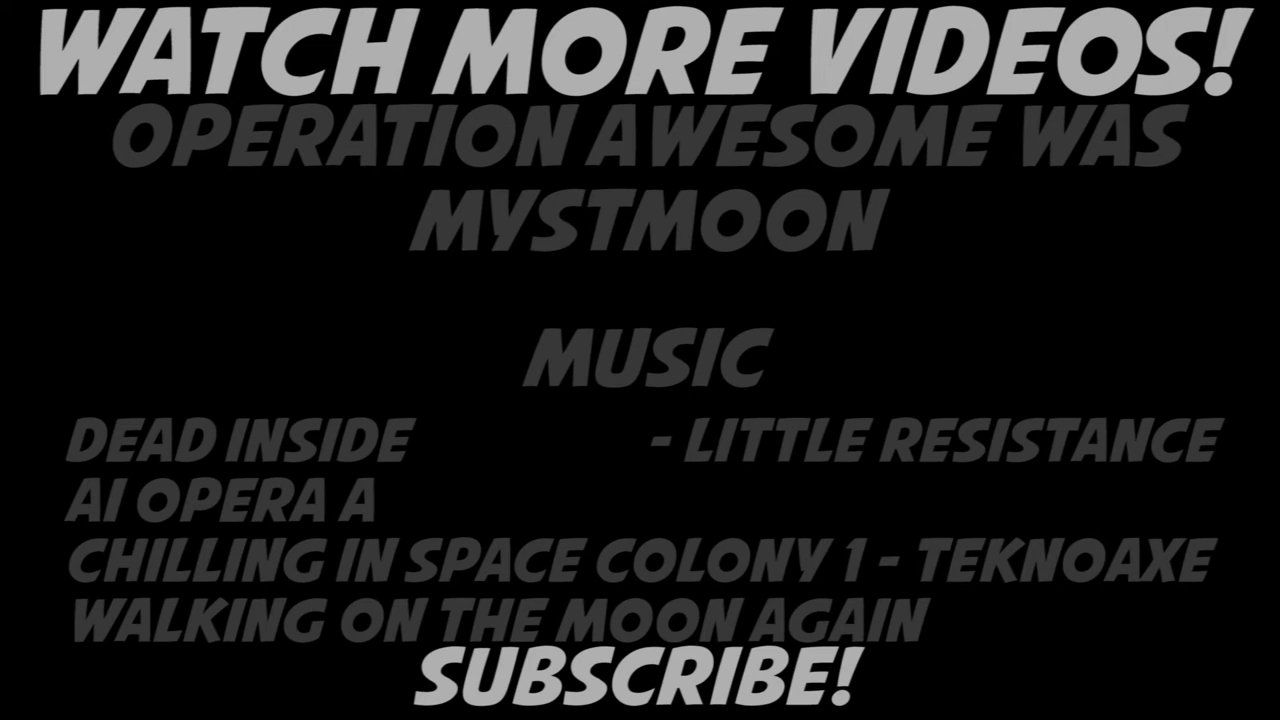 WATCH MORE VIDEOS!
OPERATION AWESOME WAS
MYSTMOON
MUSIC
DEAD INSIDE - LITTLE RESISTANCE
AI OPERA A
CHILLING IN SPACE COLONY 1 - TEKNOAXE
WALKING ON THE MOON AGAIN
SUBSCRIBE!